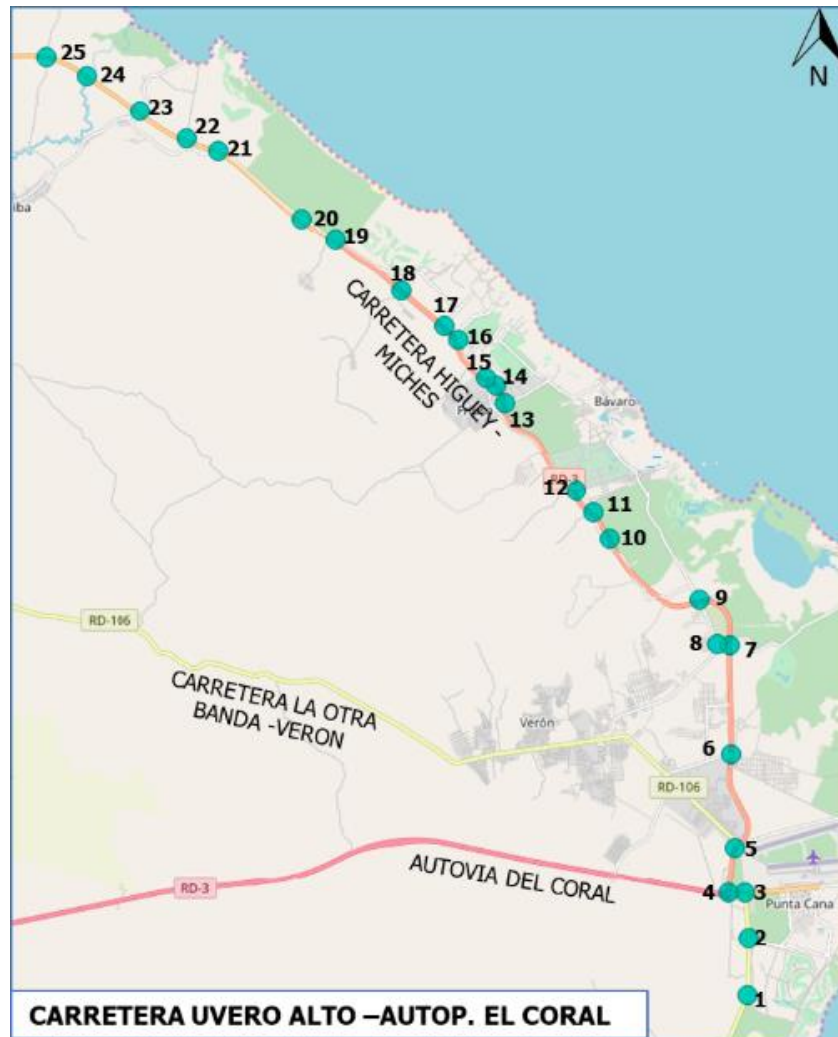 N
25
24
23
22
21
iba
20
19
18
CARRETERA HIGUEY -
MICHES
17
16
15
14
13
Bávaro
RD-3
12
11
10
9
8
7
RD-106
CARRETERA LA OTRA
BANDA -VERON
Verón
6
RD-106
5
AUTOVIA DEL CORAL
RD-3
4
3
Punta Cana
2
1
CARRETERA UVERO ALTO –AUTOP. EL CORAL